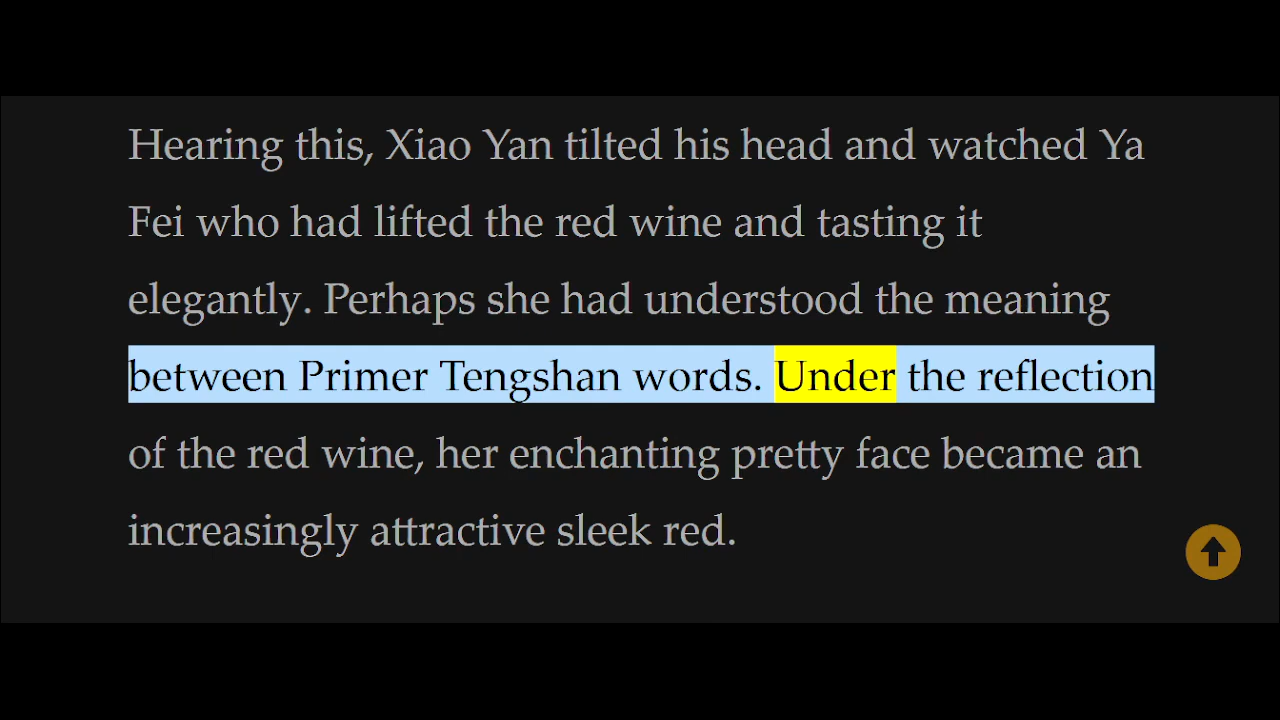 Hearing this, Xiao Yan tilted his head and watched Ya
Fei who had lifted the red wine and tasting it
elegantly. Perhaps she had understood the meaning
between Primer Tengshan words. Under the reflection
of the red wine, her enchanting pretty face became an
increasingly attractive sleek red.